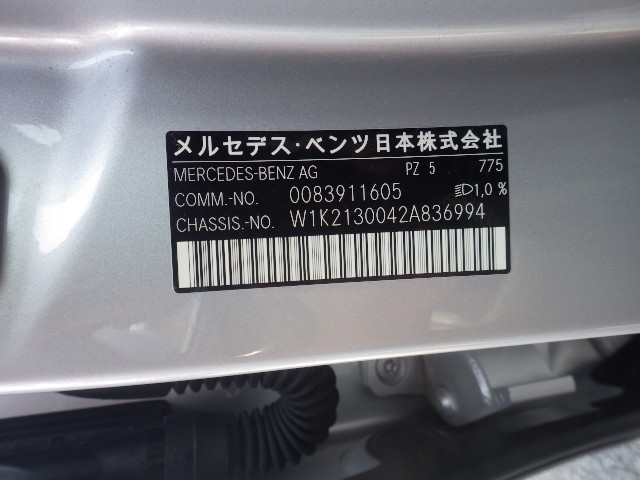 メルセデス・ベンツ日本株式会社
MERCEDES-BENZ AG PZ 5 775
COMM.-NO. 0083911605 1,0 %
CHASSIS.-NO. W1K2130042A836994